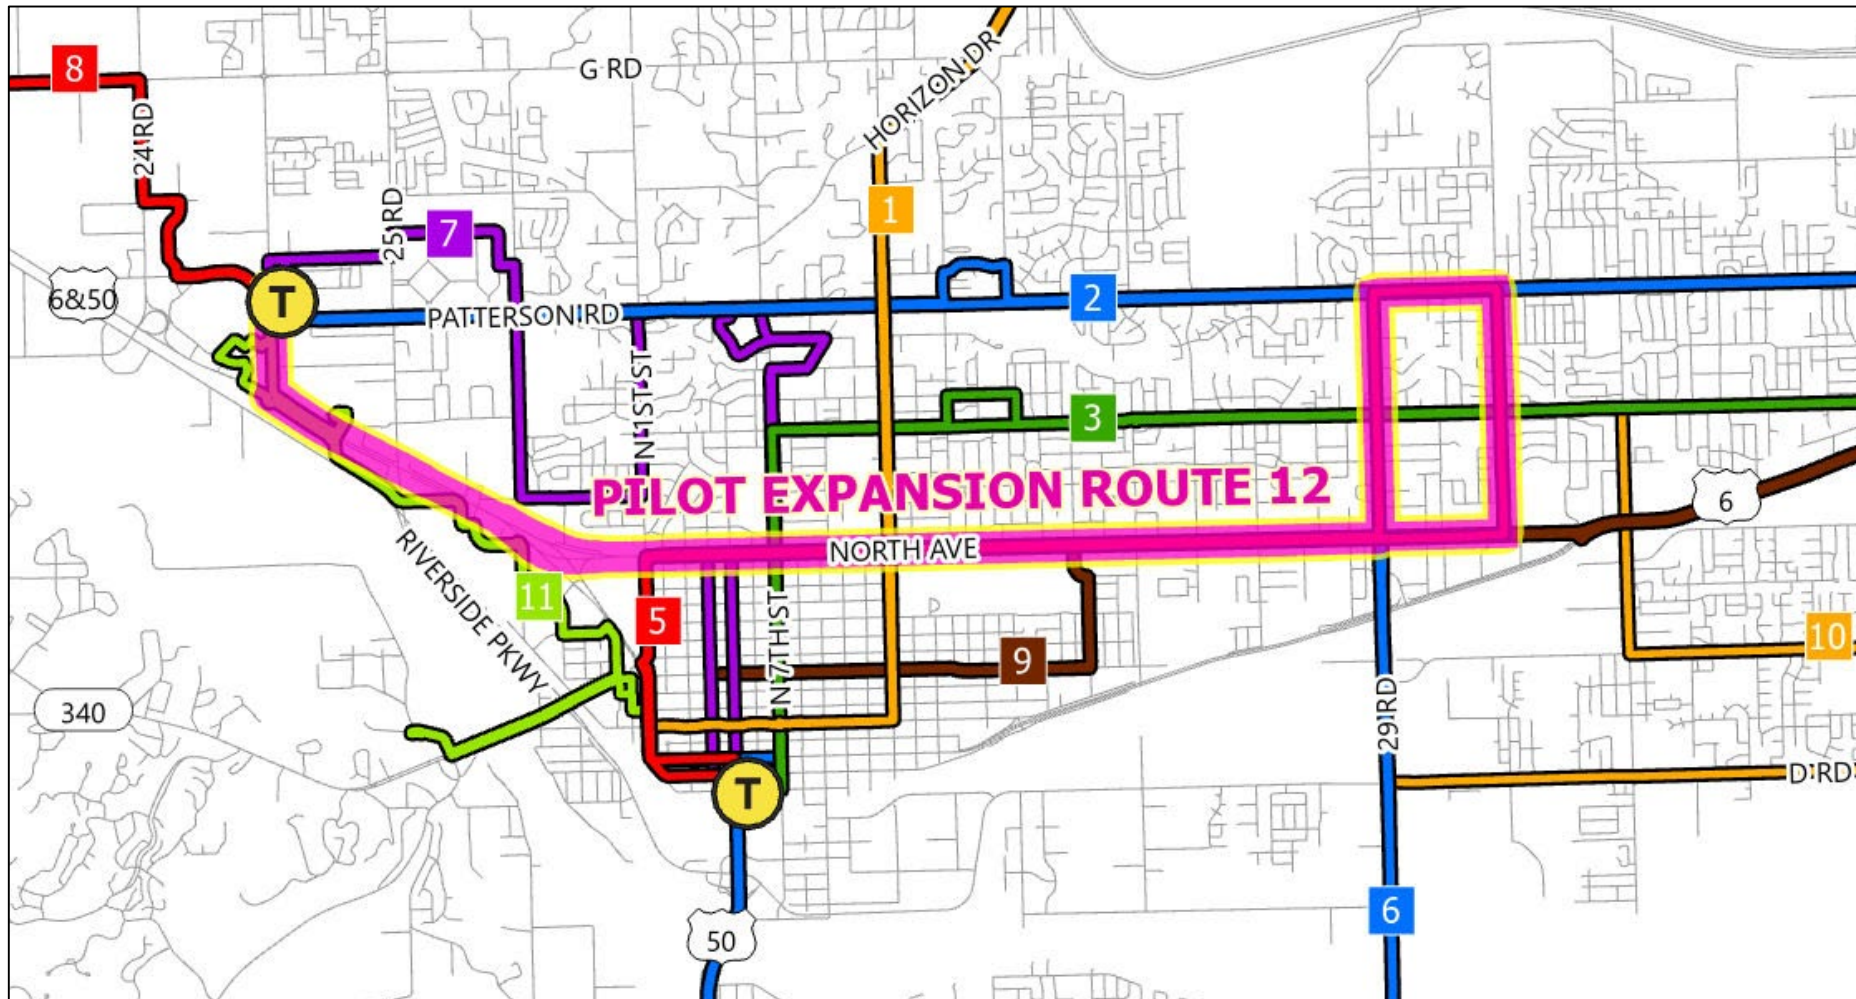 8
G RD
HORIZON DR
24 RD
25 RD
7
1
6&50
T
PATTERSON RD
2
N 1ST ST
3
PILOT EXPANSION ROUTE 12
6
NORTH AVE
RIVERSIDE PKWY
11
5
N 7TH ST
9
10
340
29 RD
D RD
T
50
6